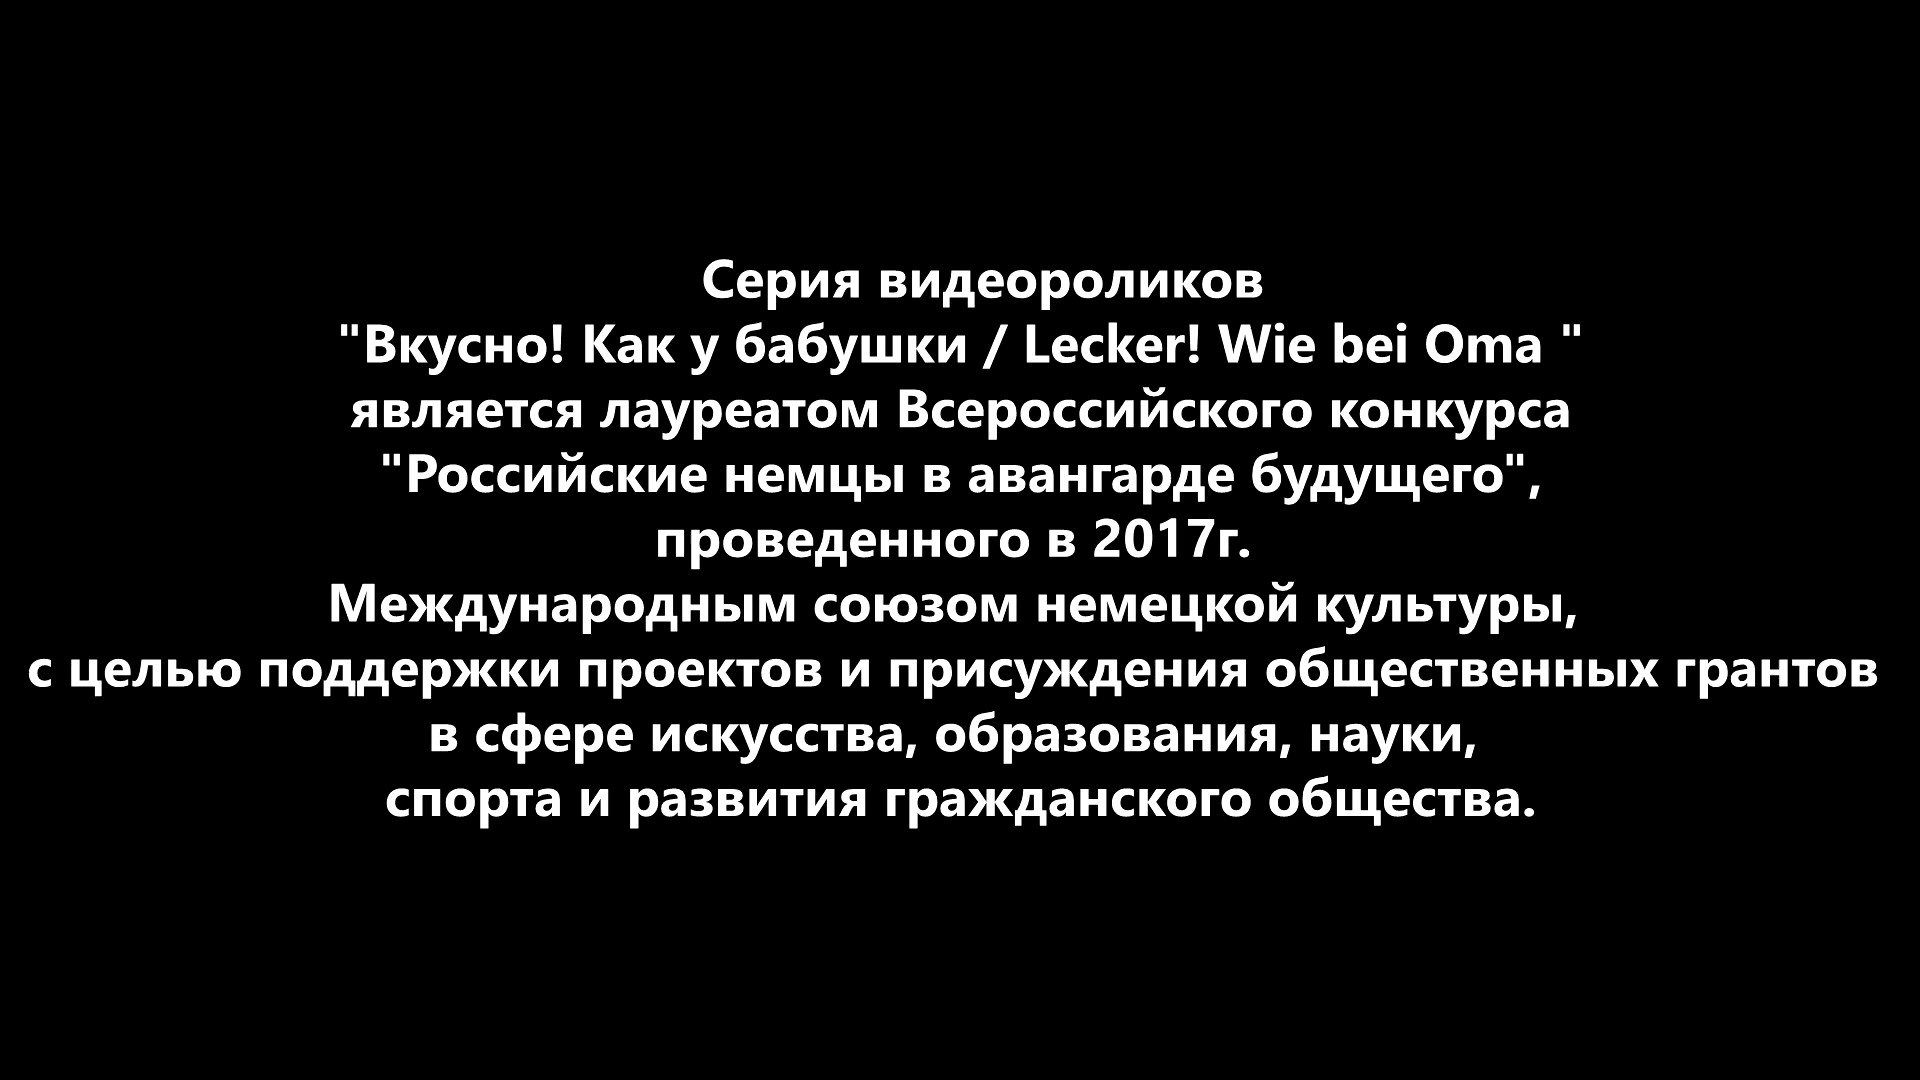 Серия видеороликов
"Вкусно! Как у бабушки / Lecker! Wie bei Oma "
является лауреатом Всероссийского конкурса
"Российские немцы в авангарде будущего",
проведенного в 2017г.
Международным союзом немецкой культуры,
с целью поддержки проектов и присуждения общественных грантов
в сфере искусства, образования, науки,
спорта и развития гражданского общества.